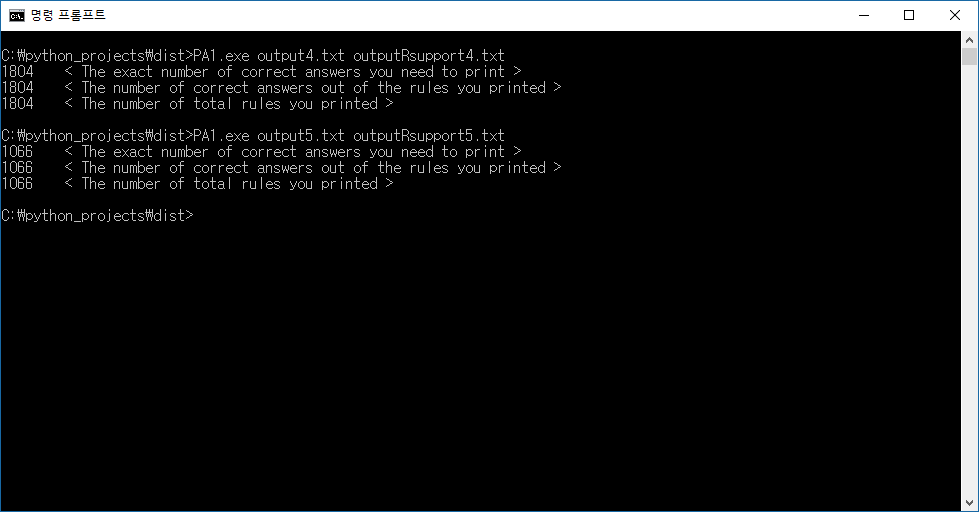 명령 프롬프트
C:\python_projects\dist>PA1.exe output4.txt outputRsupport4.txt
1804    < The exact number of correct answers you need to print >
1804    < The number of correct answers out of the rules you printed >
1804    < The number of total rules you printed >
C:\python_projects\dist>PA1.exe output5.txt outputRsupport5.txt
1066    < The exact number of correct answers you need to print >
1066    < The number of correct answers out of the rules you printed >
1066    < The number of total rules you printed >
C:\python_projects\dist>